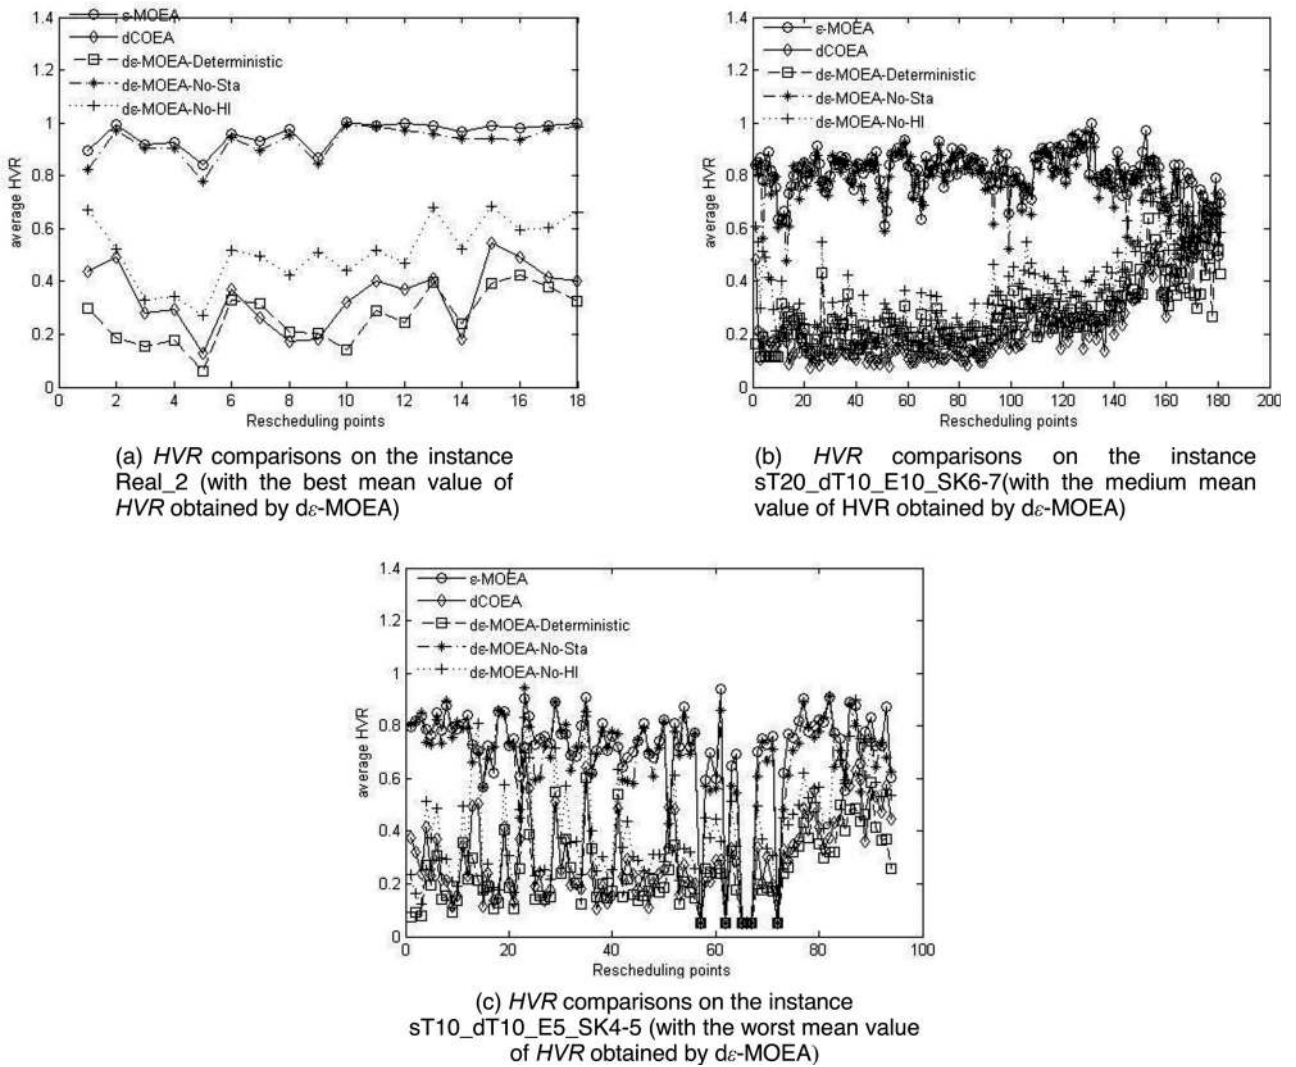 1.4
1.2
1
0.8
0.6
0.4
0.2
0
average HVR
ε-MOEA
dCOEA
dε-MOEA-Deterministic
dε-MOEA-No-Sta
dε-MOEA-No-HI
0 2 4 6 8 10 12 14 16 18
Rescheduling points
(a) HVR comparisons on the instance
Real_2 (with the best mean value of
HVR obtained by dε-MOEA)
1.4
1.2
1
0.8
0.6
0.4
0.2
0
average HVR
ε-MOEA
dCOEA
dε-MOEA-Deterministic
dε-MOEA-No-Sta
dε-MOEA-No-HI
0 20 40 60 80 100 120 140 160 180 200
Rescheduling points
(b) HVR comparisons on the instance
sT20_dT10_E10_SK6-7(with the medium mean
value of HVR obtained by dε-MOEA)
1.4
1.2
1
0.8
0.6
0.4
0.2
0
average HVR
ε-MOEA
dCOEA
dε-MOEA-Deterministic
dε-MOEA-No-Sta
dε-MOEA-No-HI
0 20 40 60 80 100
Rescheduling points
(c) HVR comparisons on the instance
sT10_dT10_E5_SK4-5 (with the worst mean value
of HVR obtained by dε-MOEA)